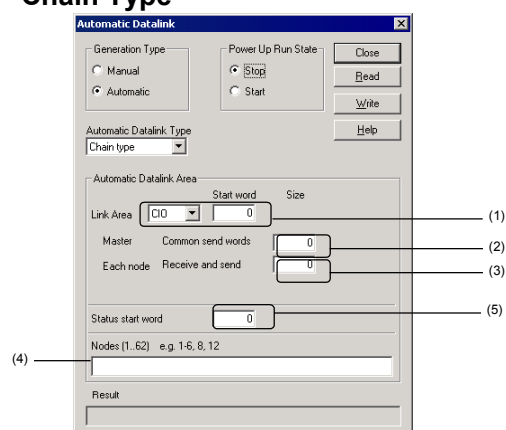 Chain Type
Automatic Datalink
Generation Type
Manual
Automatic
Power Up Run State
Stop
Start
Close
Read
Write
Help
Automatic Datalink Type
Chain type
Automatic Datalink Area
Start word Size
Link Area CIO 0
(1)
Master Common send words 0
(2)
Each node Receive and send 0
(3)
Status start word 0
(5)
Nodes (1..62) e.g. 1-6, 8, 12
(4)
Result